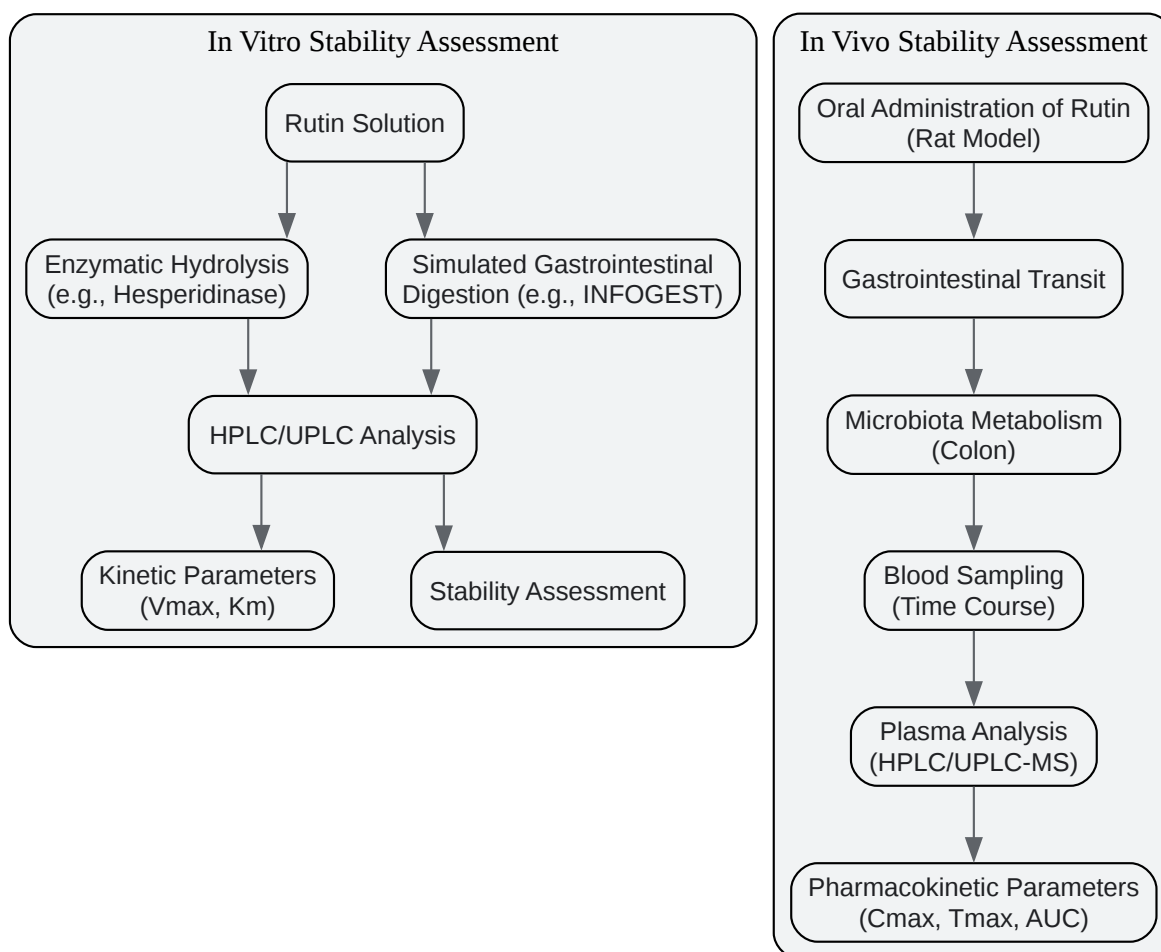 In Vitro Stability Assessment
Rutin Solution
Enzymatic Hydrolysis
(e.g., Hesperidinase)
Simulated Gastrointestinal
Digestion (e.g., INFOGEST)
HPLC/UPLC Analysis
Kinetic Parameters
(Vmax, Km)
Stability Assessment
In Vivo Stability Assessment
Oral Administration of Rutin
(Rat Model)
Gastrointestinal Transit
Microbiota Metabolism
(Colon)
Blood Sampling
(Time Course)
Plasma Analysis
(HPLC/UPLC-MS)
Pharmacokinetic Parameters
(Cmax, Tmax, AUC)